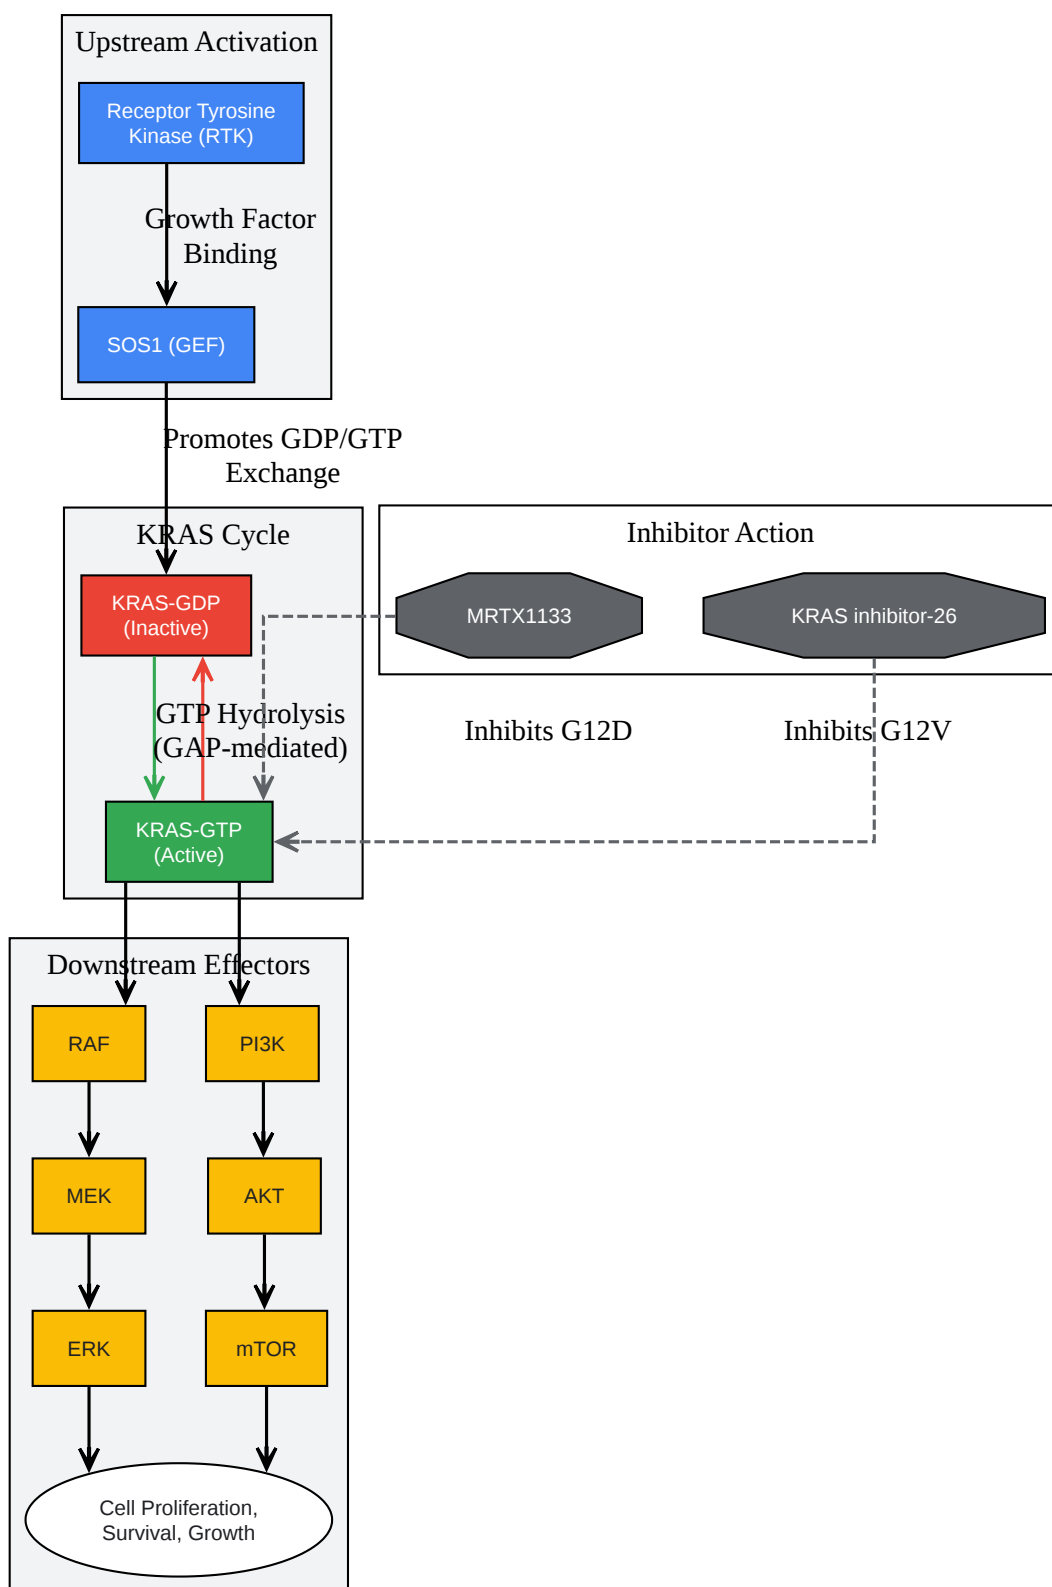 Upstream Activation
Receptor Tyrosine
Kinase (RTK)
Growth Factor
Binding
SOS1 (GEF)
Promotes GDP/GTP
Exchange
KRAS Cycle
Inhibitor Action
KRAS-GDP
(Inactive)
MRTX1133
KRAS inhibitor-26
GTP Hydrolysis
(GAP-mediated)
Inhibits G12D
Inhibits G12V
KRAS-GTP
(Active)
Downstream Effectors
RAF
PI3K
MEK
AKT
ERK
mTOR
Cell Proliferation,
Survival, Growth